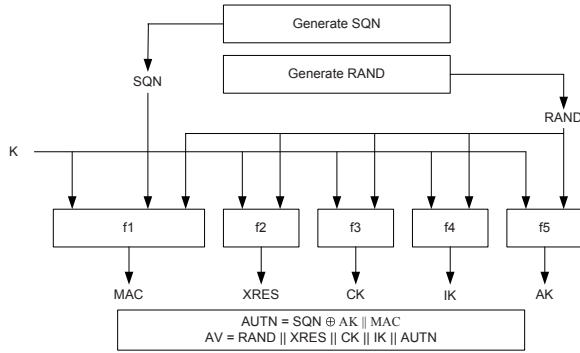 Generate SQN
Generate RAND
SQN
RAND
K
f1 f2 f3 f4 f5
MAC XRES CK IK AK
AUTN = SQN ⊕ AK || MAC
AV = RAND || XRES || CK || IK || AUTN